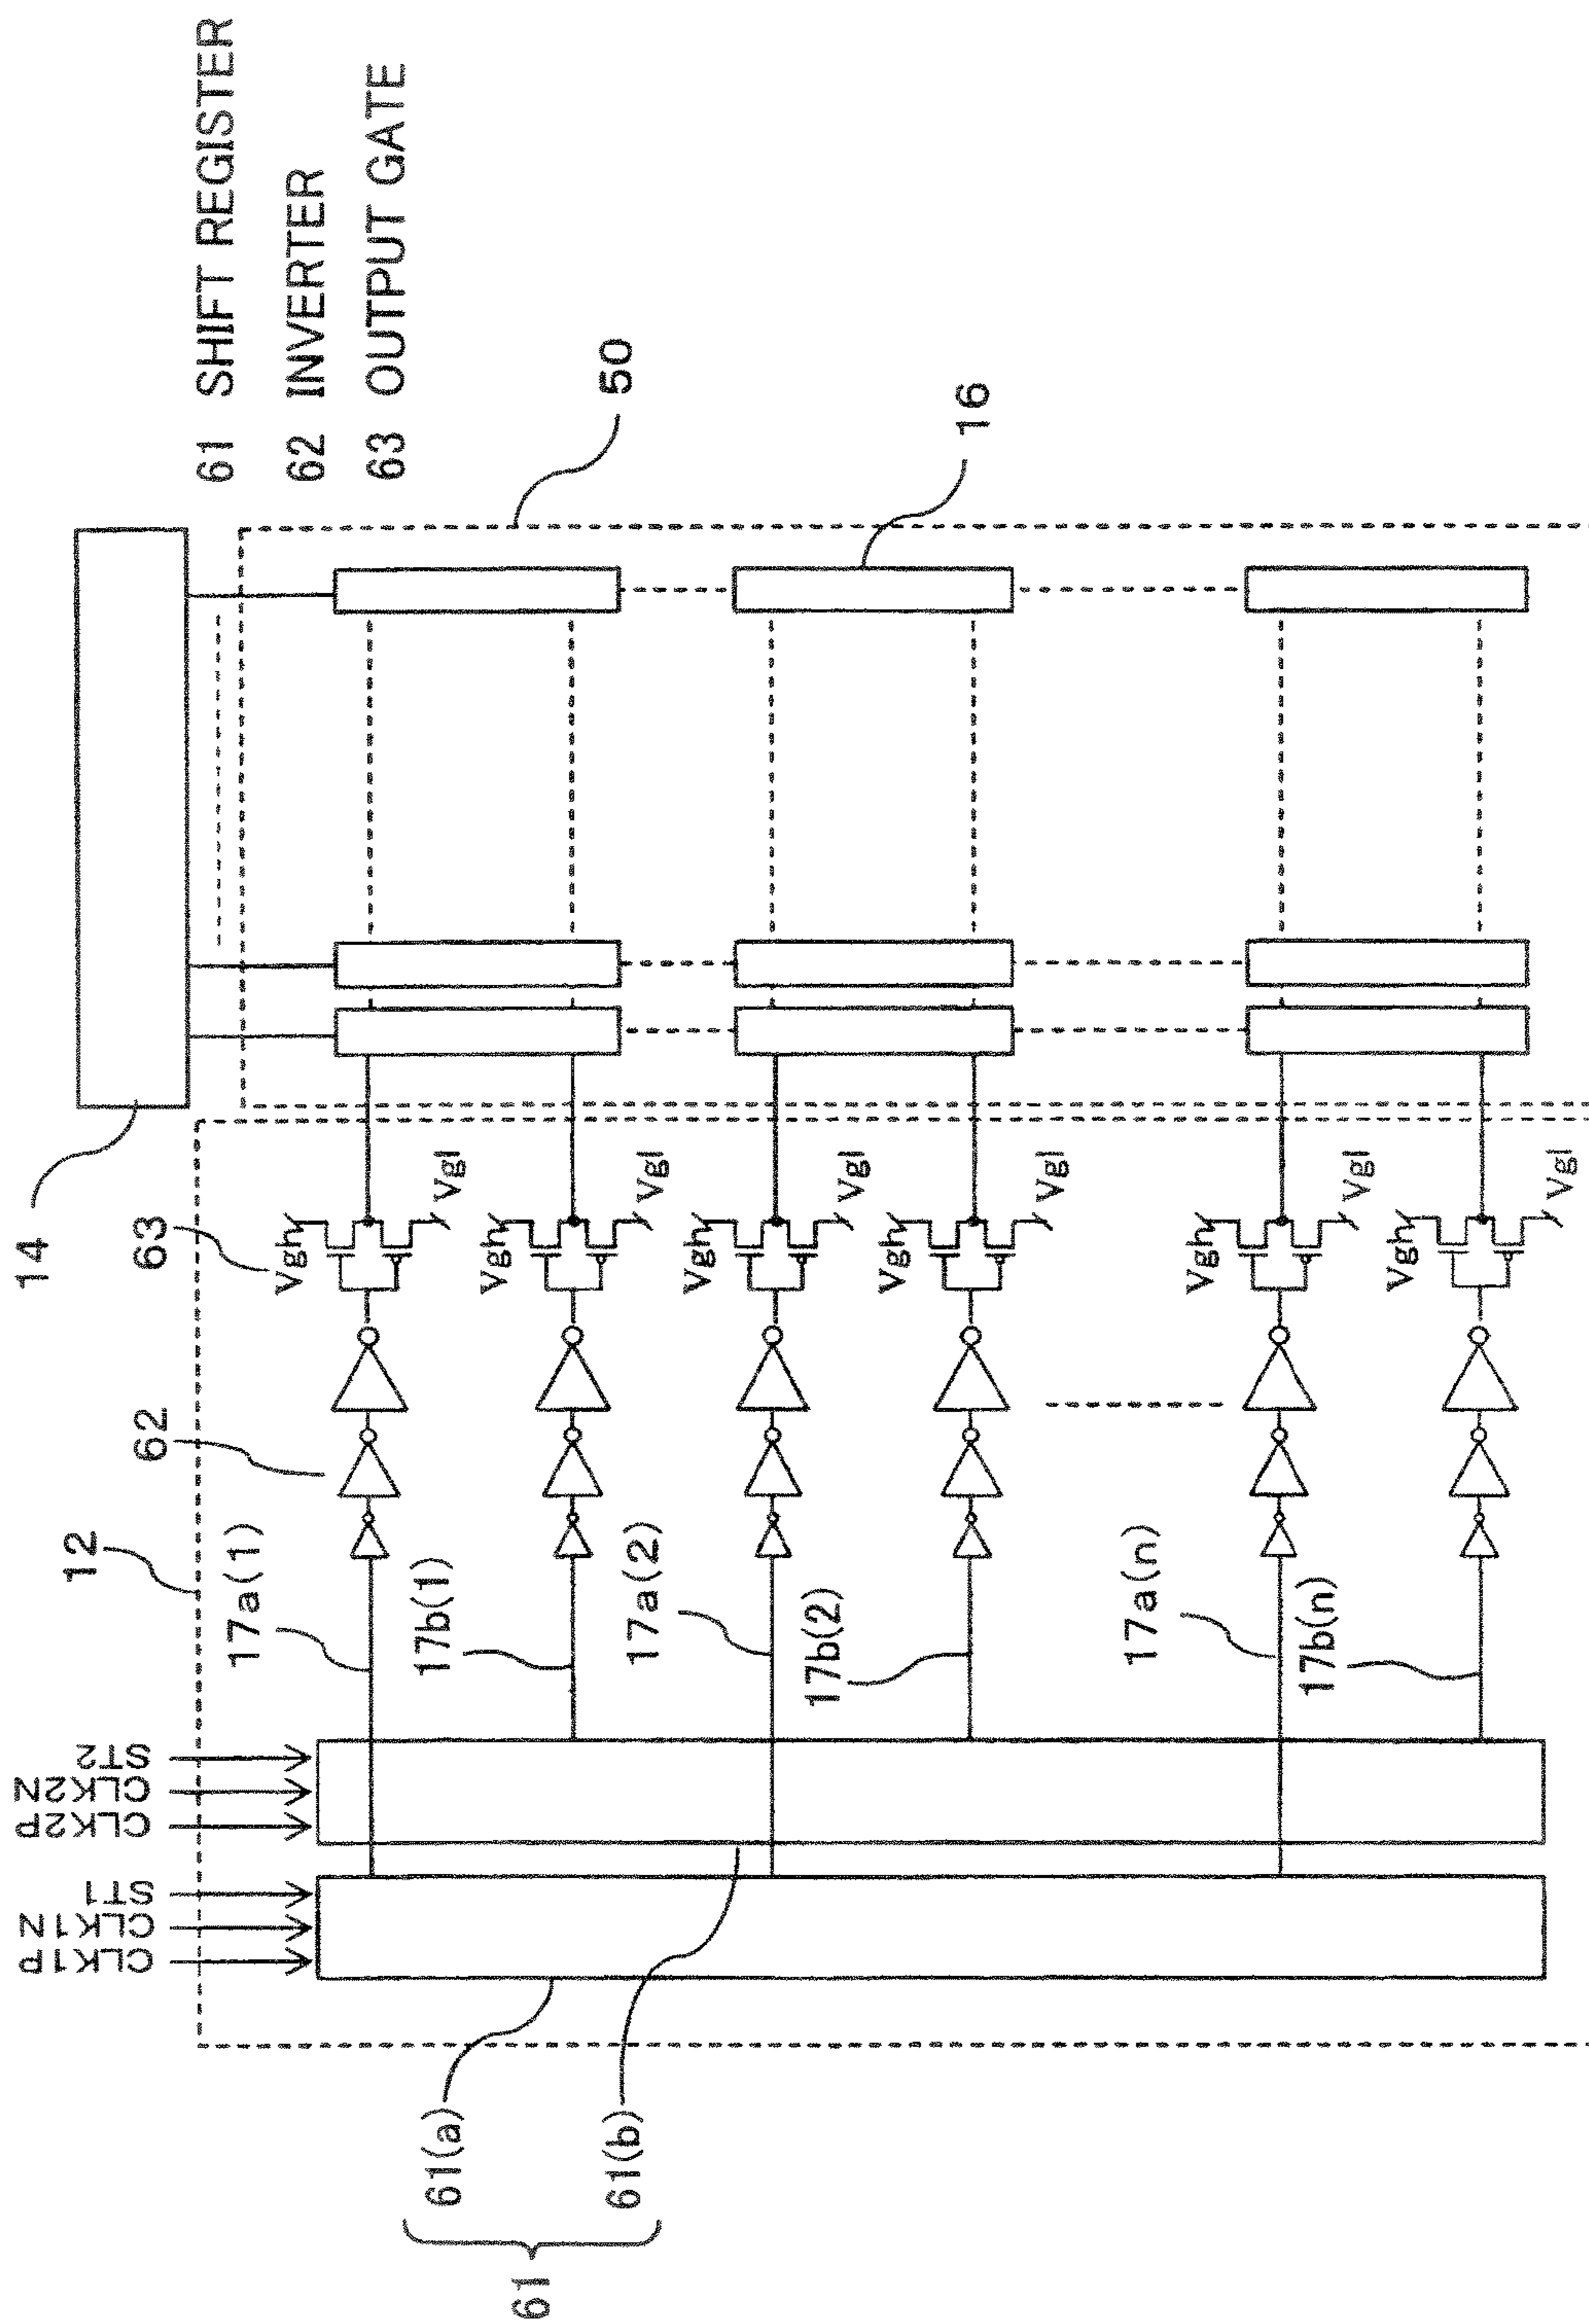 61 SHIFT REGISTER
62 INVERTER
63 OUTPUT GATE
14
50
16
12
62
63
CLK1P
CLK1N
ST1
CLK2P
CLK2N
ST2
17a(1)
17b(1)
17a(2)
17b(2)
17a(n)
17b(n)
Vgh
Vgl
Vgh
Vgl
Vgh
Vgl
Vgh
Vgl
Vgh
Vgl
Vgh
Vgl
61(a)
61(b)
61